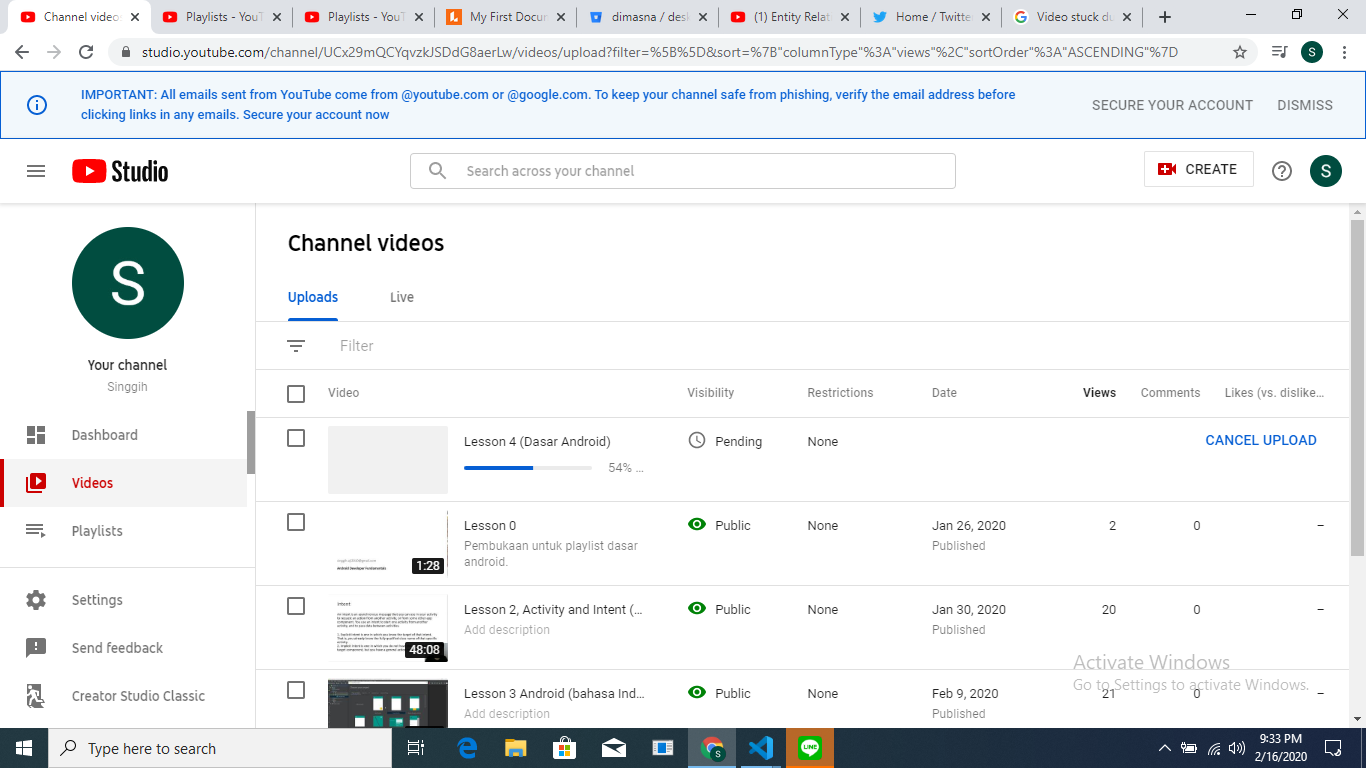 Channel video
Playlists - YouT
Playlists - YouT
My First Docum
dimasna / desk
(1) Entity Relat
Home / Twitte
Video stuck du
studio.youtube.com/channel/UCx29mQCYqvzkJSDdG8aerLw/videos/upload?filter=%5B%5D&sort=%7B"columnType"%3A"views"%2C"sortOrder"%3A"ASCENDING"%7D
S
IMPORTANT: All emails sent from YouTube come from @youtube.com or @google.com. To keep your channel safe from phishing, verify the email address before
clicking links in any emails. Secure your account now
SECURE YOUR ACCOUNT
DISMISS
Studio
Search across your channel
CREATE
S
S
Your channel
Singgih
Dashboard
Videos
Playlists
Settings
Send feedback
Creator Studio Classic
Channel videos
Uploads
Live
Filter
Video
Visibility
Restrictions
Date
Views
Comments
Likes (vs. dislike…
Lesson 4 (Dasar Android)
54% ...
Pending
None
CANCEL UPLOAD
1:28
Lesson 0
Pembukaan untuk playlist dasar
android.
Public
None
Jan 26, 2020
Published
2
0
–
Intent
48:08
Lesson 2, Activity and Intent (…
Add description
Public
None
Jan 30, 2020
Published
20
0
–
Lesson 3 Android (bahasa Ind…
Add description
Public
None
Feb 9, 2020
Published
21
0
–
Activate Windows
Go to Settings to activate Windows.
Type here to search
LINE
9:33 PM
2/16/2020